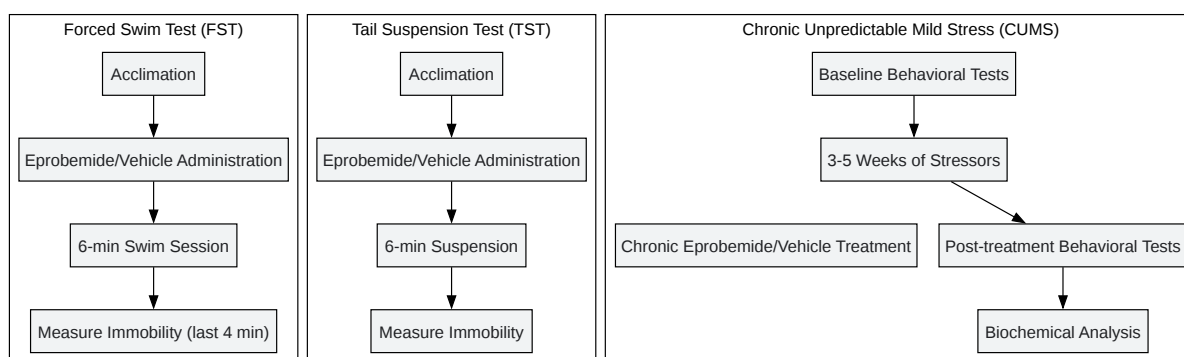 Forced Swim Test (FST)
Acclimation
Eprobemide/Vehicle Administration
6-min Swim Session
Measure Immobility (last 4 min)
Tail Suspension Test (TST)
Acclimation
Eprobemide/Vehicle Administration
6-min Suspension
Measure Immobility
Chronic Unpredictable Mild Stress (CUMS)
Baseline Behavioral Tests
3-5 Weeks of Stressors
Chronic Eprobemide/Vehicle Treatment
Post-treatment Behavioral Tests
Biochemical Analysis